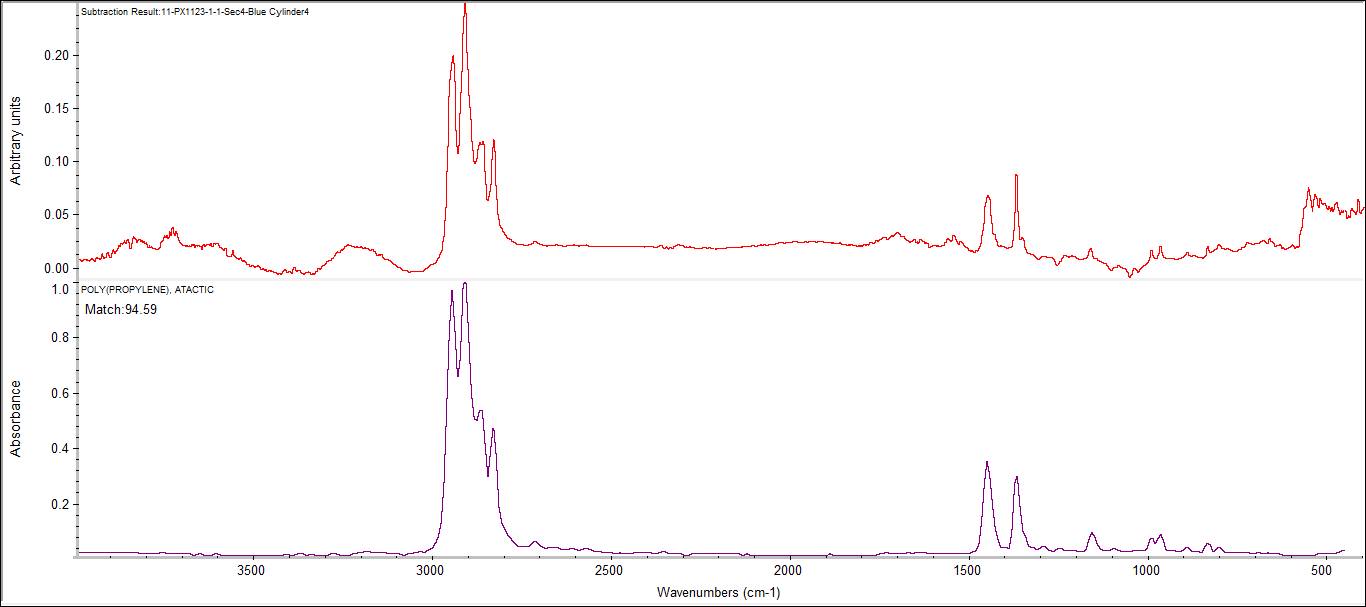 Subtraction Result:11-PX1123-1-1-Sec4-Blue Cylinder4
0.20
0.15
0.10
0.05
0.00
Arbitrary units
POLY(PROPYLENE), ATACTIC
Match:94.59
1.0
0.8
0.6
0.4
0.2
Absorbance
3500 3000 2500 2000 1500 1000 500
Wavenumbers (cm-1)